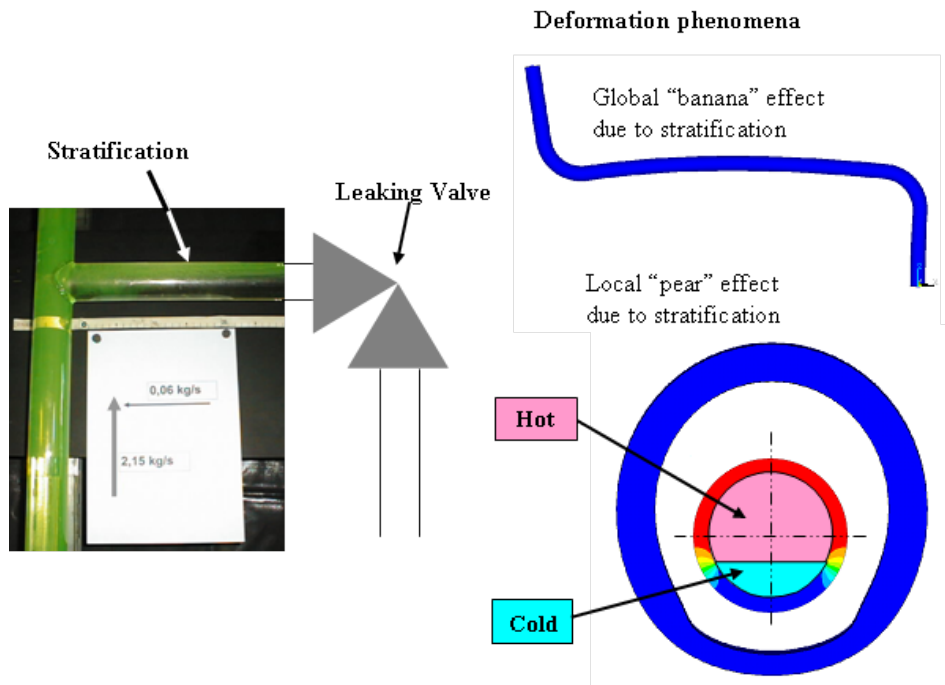 Deformation phenomena
Global “banana” effect
due to stratification
Stratification
Leaking Valve
Local “pear” effect
due to stratification
0,06 kg/s
2,15 kg/s
Hot
Cold